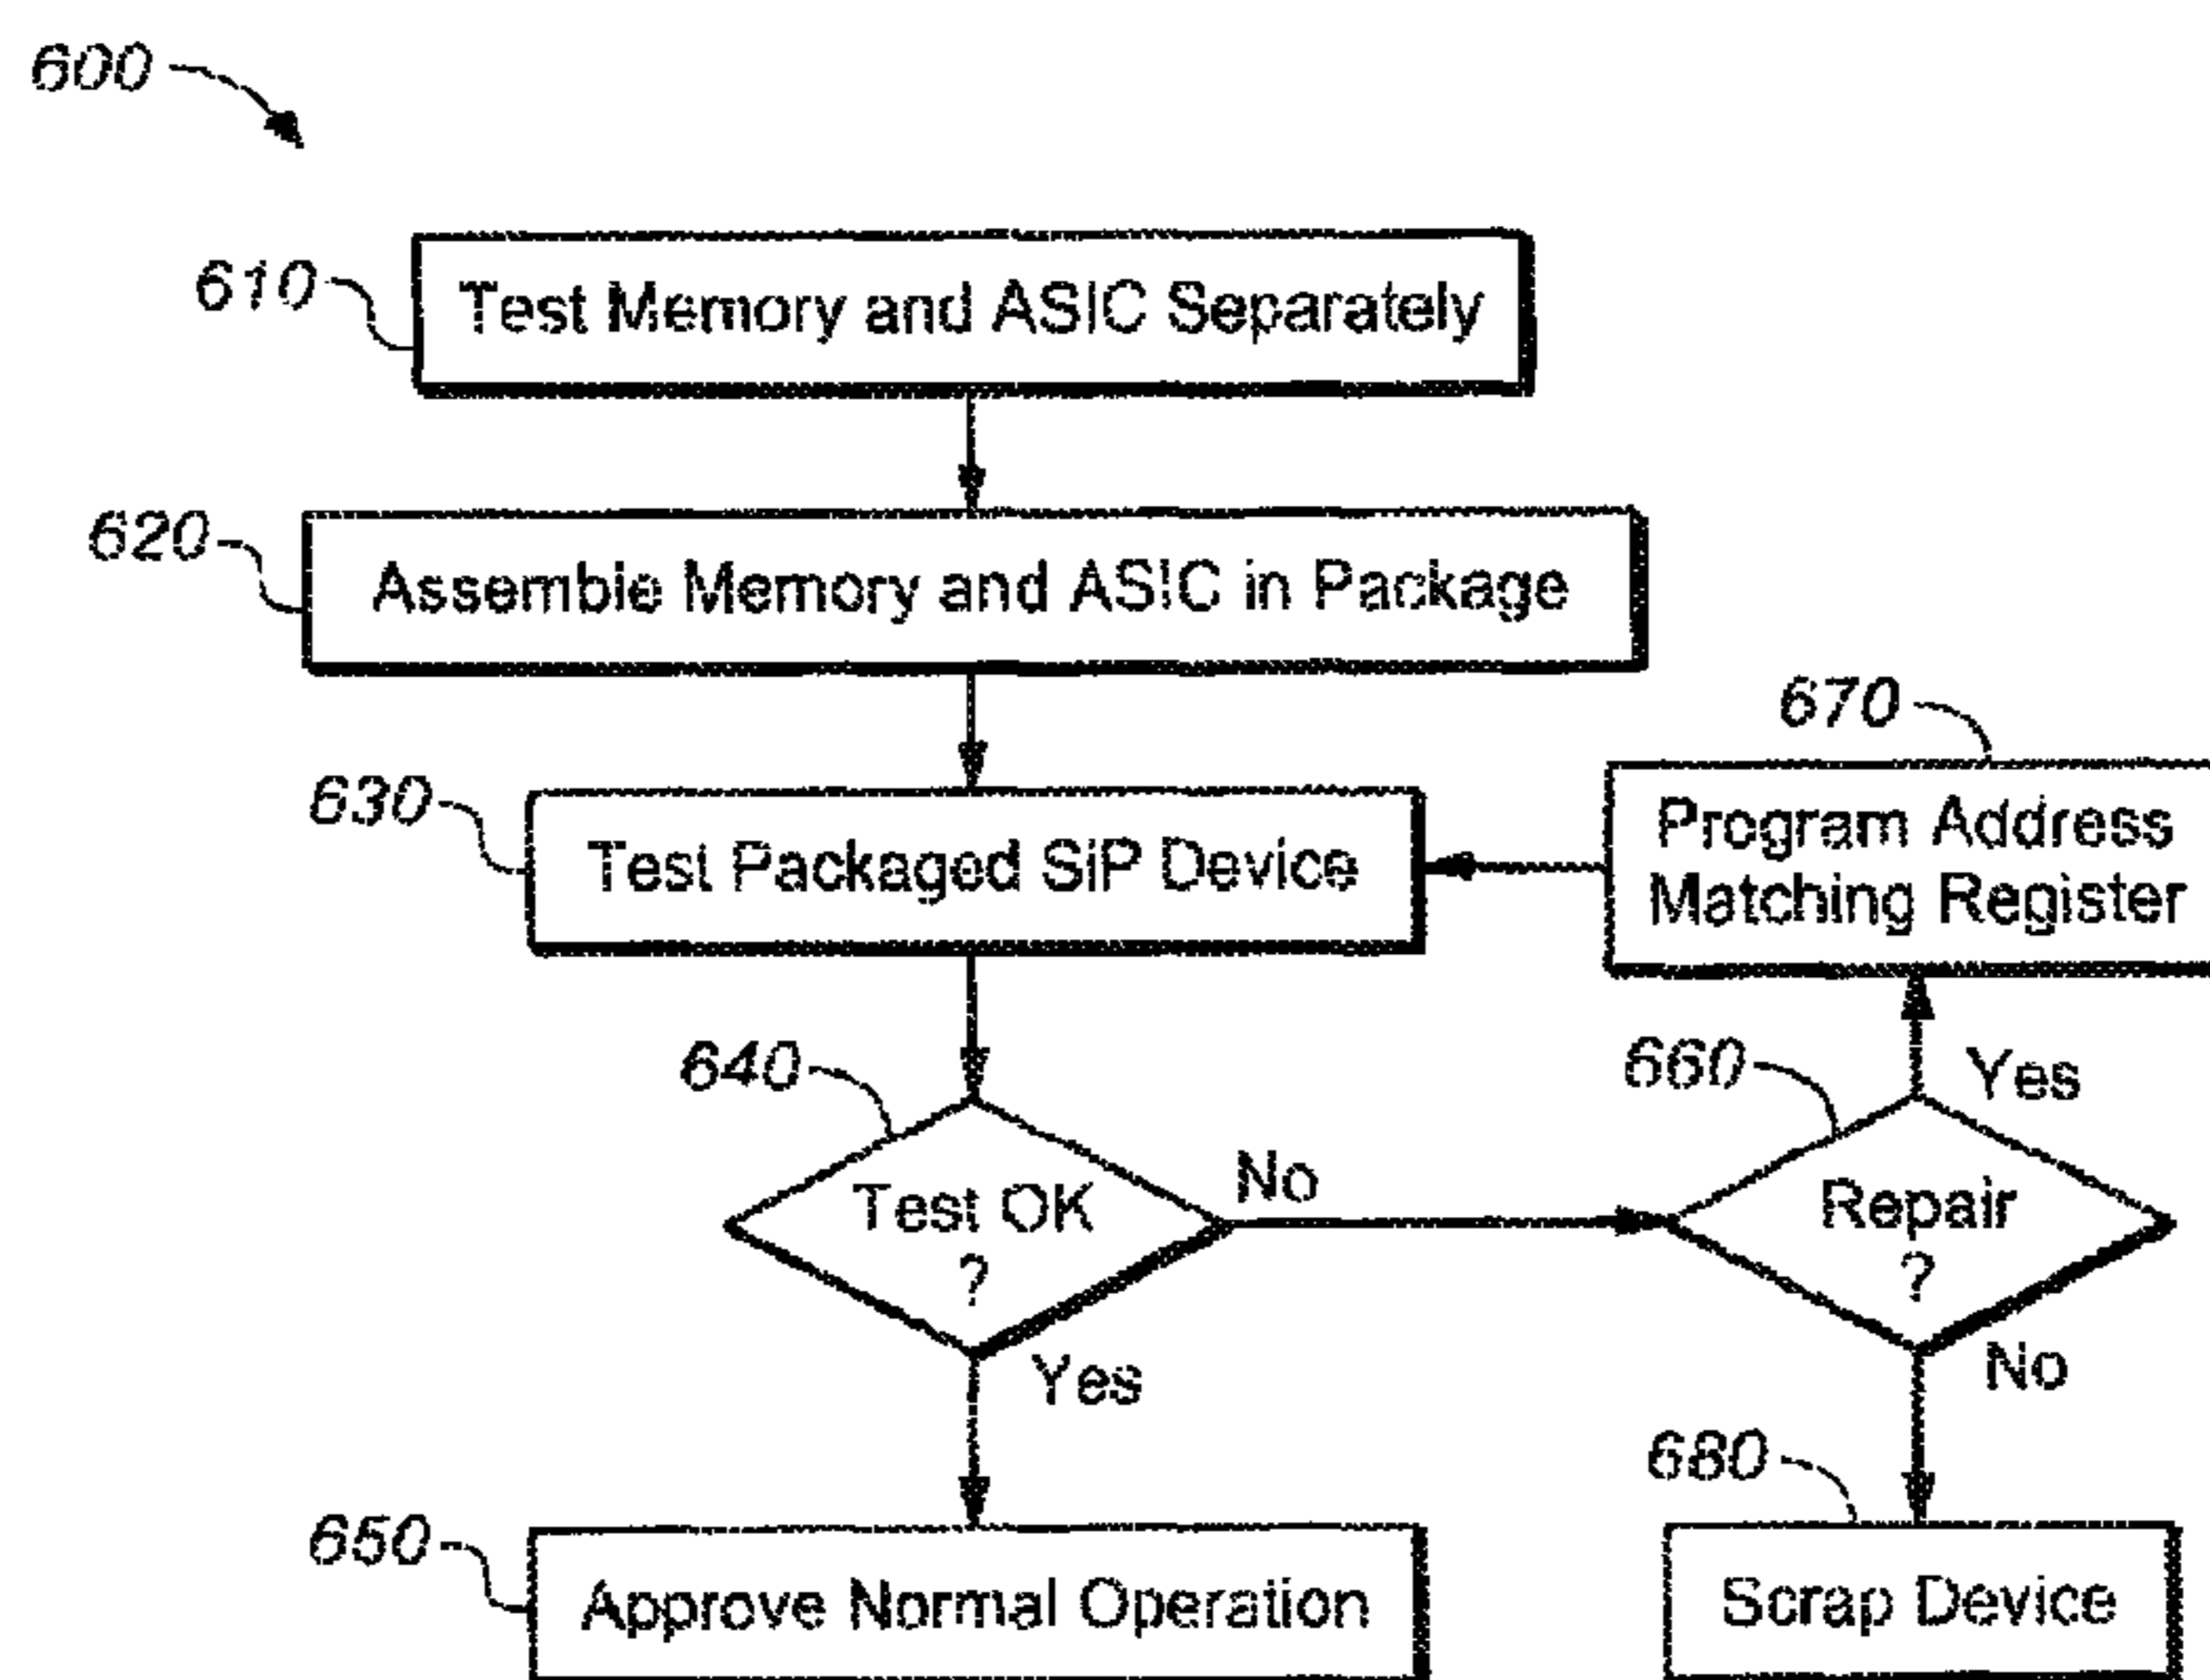 600
610
Test Memory and ASIC Separately
620
Assemble Memory and ASIC in Package
630
Test Packaged SiP Device
670
Program Address
Matching Register
640
Test OK
?
No
Yes
660
Repair
?
Yes
No
650
Approve Normal Operation
680
Scrap Device